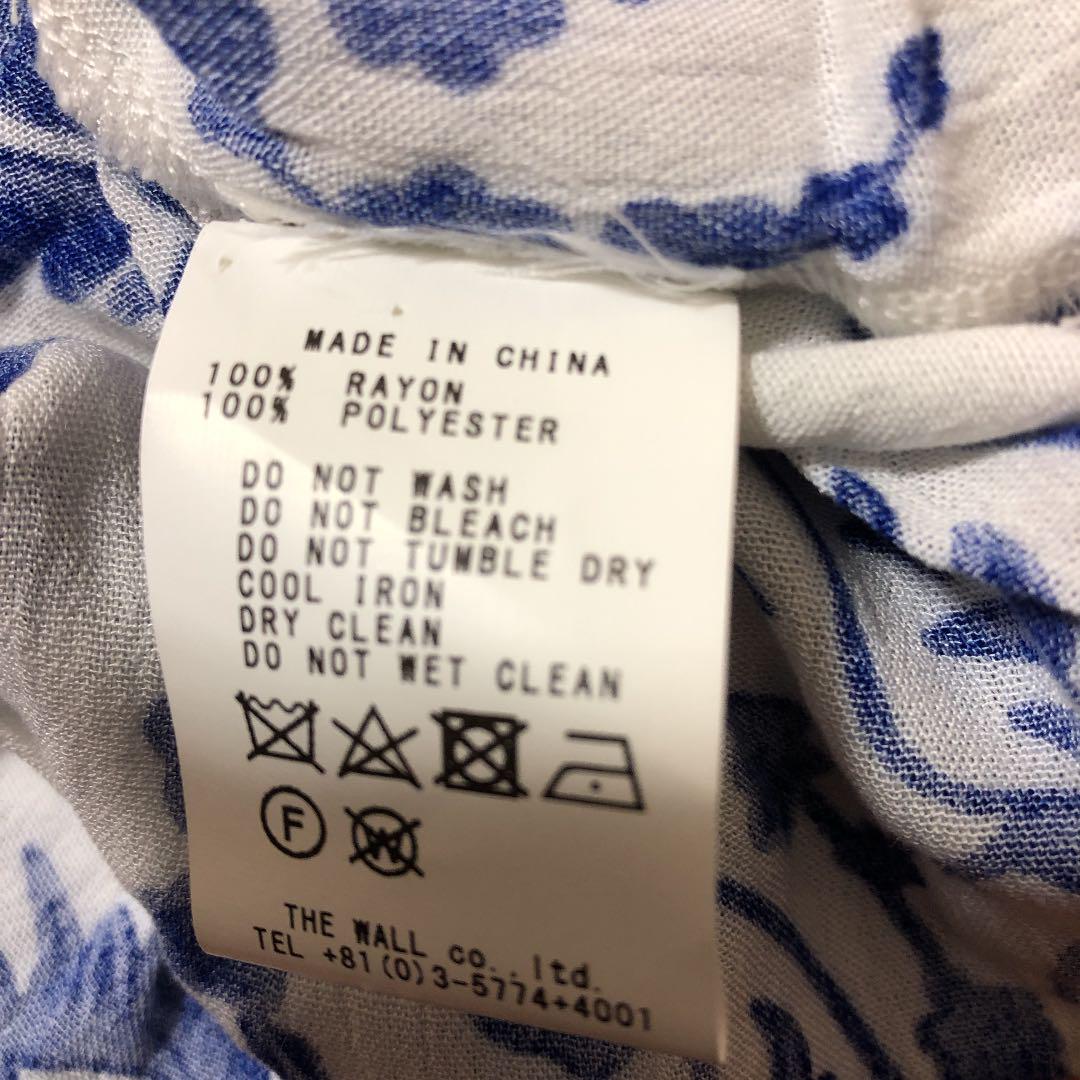 MADE IN CHINA
100% RAYON
100% POLYESTER
DO NOT WASH
DO NOT BLEACH
DO NOT TUMBLE DRY
COOL IRON
DRY CLEAN
DO NOT WET CLEAN
F W
THE WALL co.,ltd.
TEL +81(0)3-5774+4001